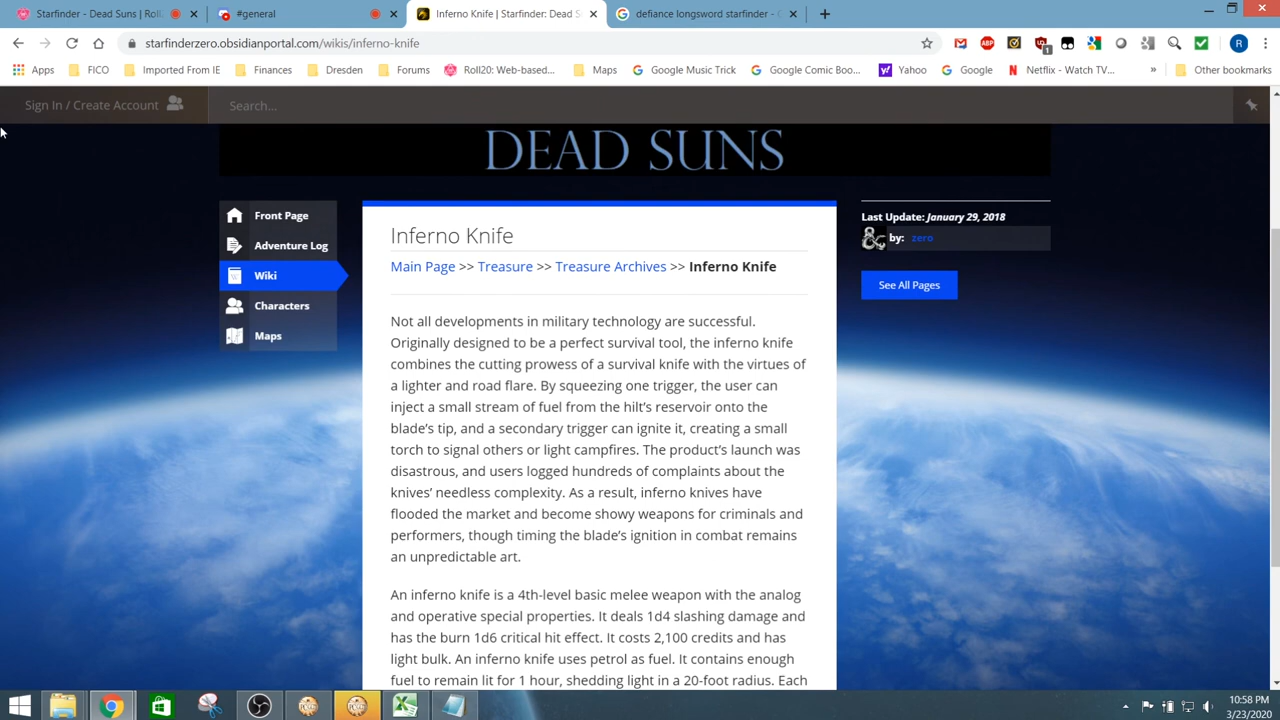 Starfinder - Dead Suns | Roll
#general
Inferno Knife | Starfinder: Dead S
defiance longsword starfinder -
starfinderzero.obsidianportal.com/wikis/inferno-knife
Apps FICO Imported From IE Finances Dresden Forums Roll20: Web-based... Maps Google Music Trick Google Comic Boo... Yahoo Google Netflix - Watch TV... » Other bookmarks
Sign In / Create Account Search...
DEAD SUNS
Front Page
Adventure Log
Wiki
Characters
Maps
Inferno Knife
Main Page >> Treasure >> Treasure Archives >> Inferno Knife
Not all developments in military technology are successful.
Originally designed to be a perfect survival tool, the inferno knife
combines the cutting prowess of a survival knife with the virtues of
a lighter and road flare. By squeezing one trigger, the user can
inject a small stream of fuel from the hilt's reservoir onto the
blade's tip, and a secondary trigger can ignite it, creating a small
torch to signal others or light campfires. The product's launch was
disastrous, and users logged hundreds of complaints about the
knives' needless complexity. As a result, inferno knives have
flooded the market and become showy weapons for criminals and
performers, though timing the blade's ignition in combat remains
an unpredictable art.
An inferno knife is a 4th-level basic melee weapon with the analog
and operative special properties. It deals 1d4 slashing damage and
has the burn 1d6 critical hit effect. It costs 2,100 credits and has
light bulk. An inferno knife uses petrol as fuel. It contains enough
fuel to remain lit for 1 hour, shedding light in a 20-foot radius. Each
Last Update: January 29, 2018
by: zero
See All Pages
10:58 PM
3/23/2020